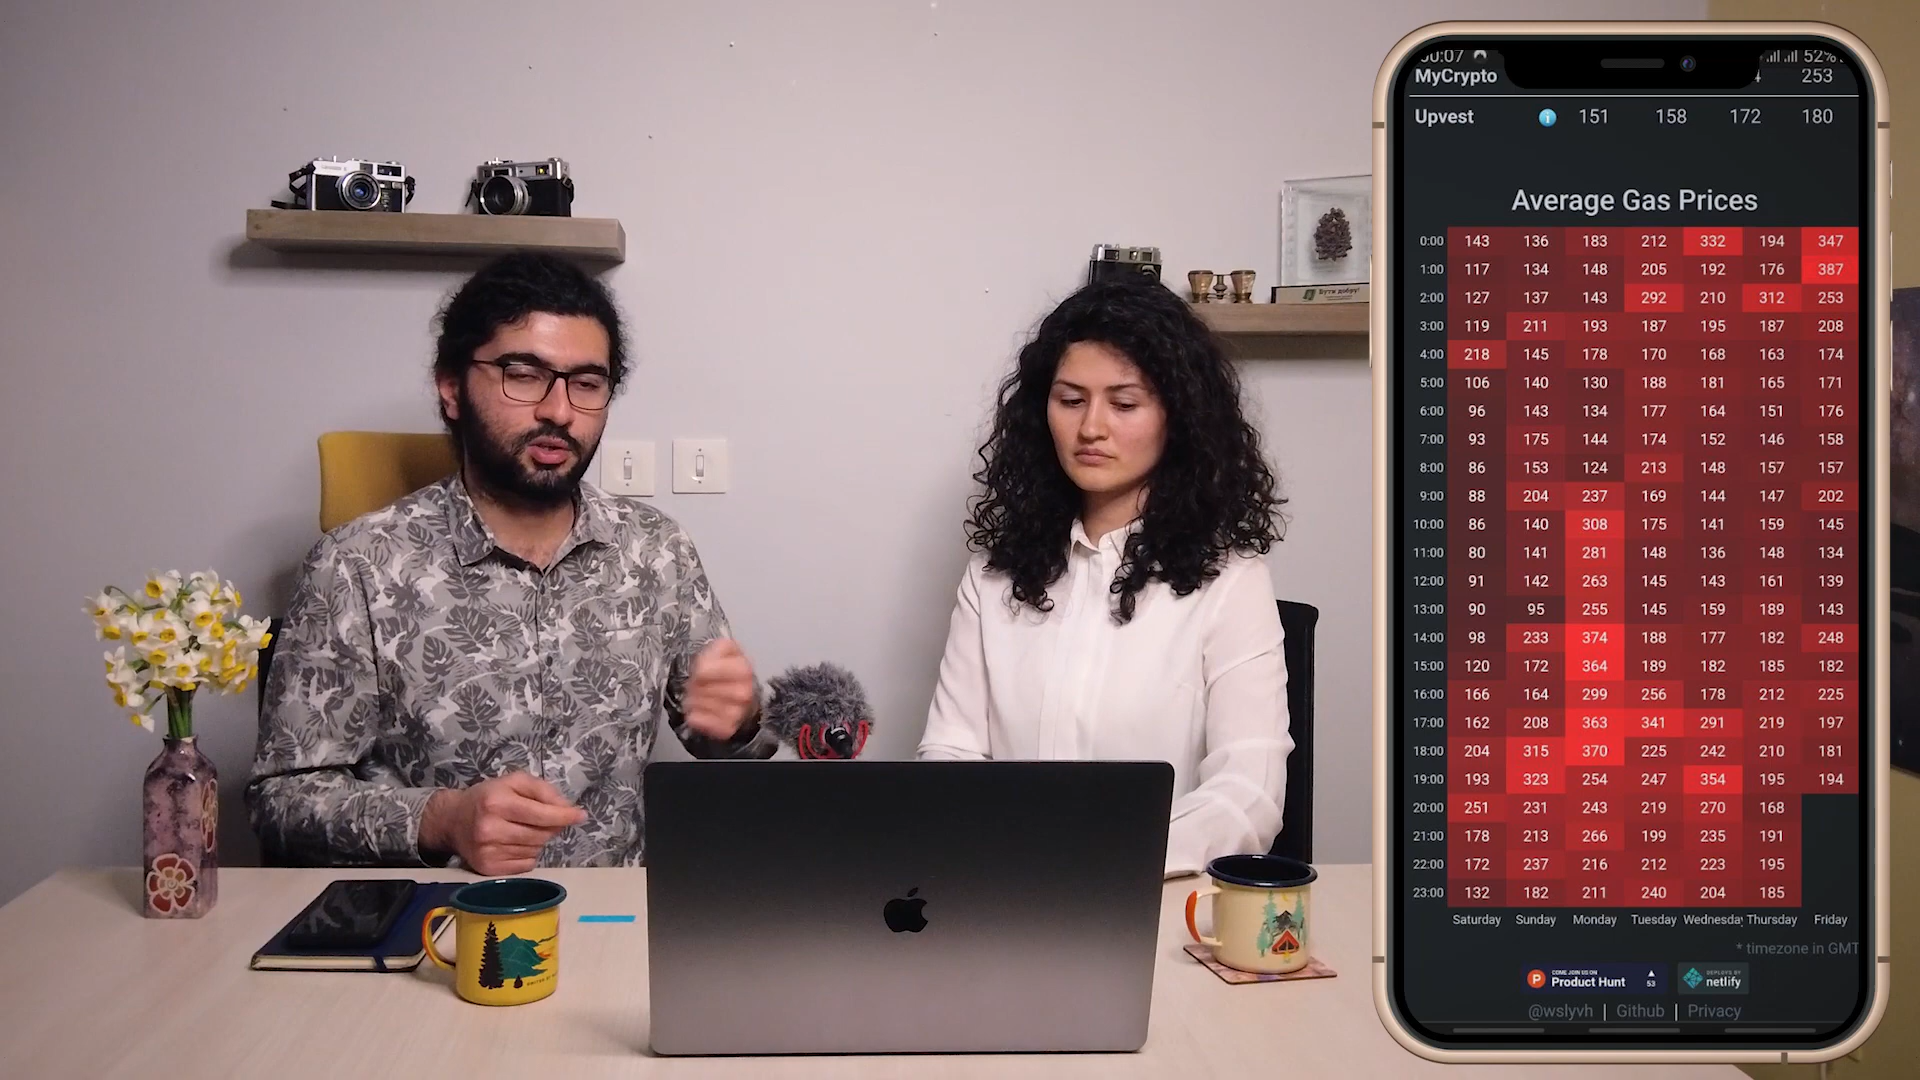 00:07 52%
MyCrypto 253
Upvest 151 158 172 180
Average Gas Prices
0:00 143 136 183 212 332 194 347
1:00 117 134 148 205 192 176 387
2:00 127 137 143 292 210 312 253
3:00 119 211 193 187 195 187 208
4:00 218 145 178 170 168 163 174
5:00 106 140 130 188 181 165 171
6:00 96 143 134 177 164 151 176
7:00 93 175 144 174 152 146 158
8:00 86 153 124 213 148 157 157
9:00 88 204 237 169 144 147 202
10:00 86 140 308 175 141 159 145
11:00 80 141 281 148 136 148 134
12:00 91 142 263 145 143 161 139
13:00 90 95 255 145 159 189 143
14:00 98 233 374 188 177 182 248
15:00 120 172 364 189 182 185 182
16:00 166 164 299 256 178 212 225
17:00 162 208 363 341 291 219 197
18:00 204 315 370 225 242 210 181
19:00 193 323 254 247 354 195 194
20:00 251 231 243 219 270 168
21:00 178 213 266 199 235 191
22:00 172 237 216 212 223 195
23:00 132 182 211 240 204 185
Saturday Sunday Monday Tuesday Wednesday Thursday Friday
* timezone in GMT
COME JOIN US ON
Product Hunt 53
DEPLOYS BY
netlify
@wslyvh | Github | Privacy
Бути добру!